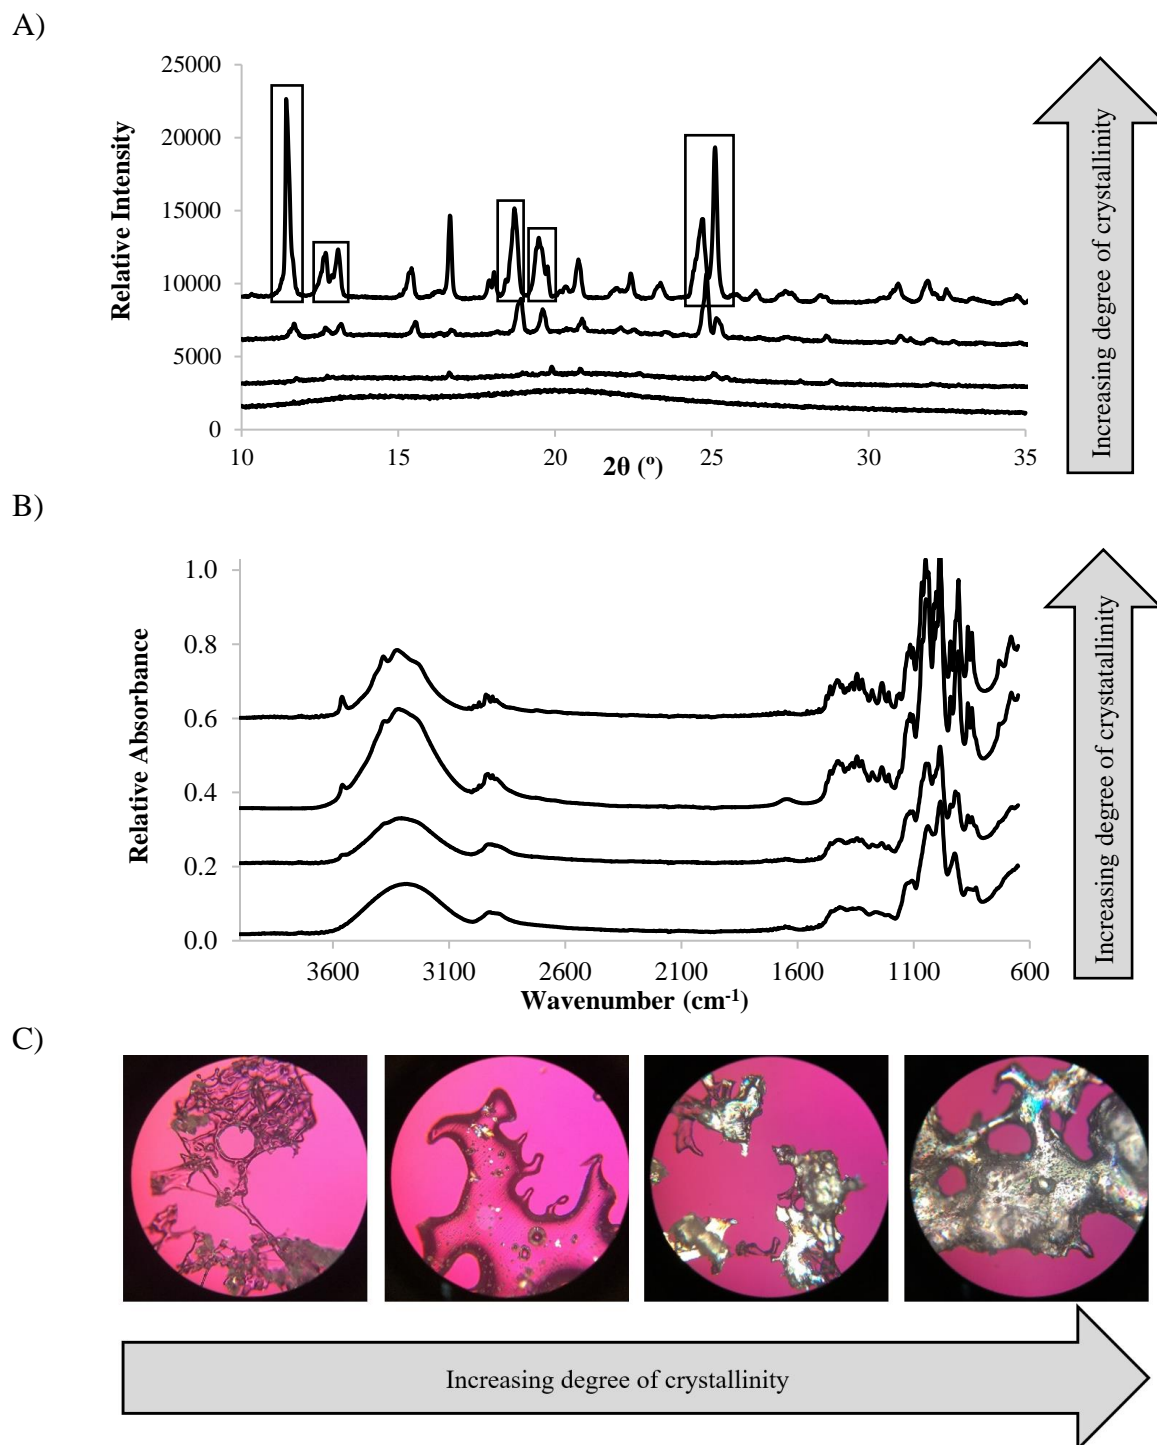 A)
25000
20000
15000
10000
5000
0
Relative Intensity
10
15
20
25
30
35
2θ (º)
Increasing degree of crystallinity
B)
1.0
0.8
0.6
0.4
0.2
0.0
Relative Absorbance
3600
3100
2600
2100
1600
1100
600
Wavenumber (cm-1)
Increasing degree of crystatallinity
C)
Increasing degree of crystallinity